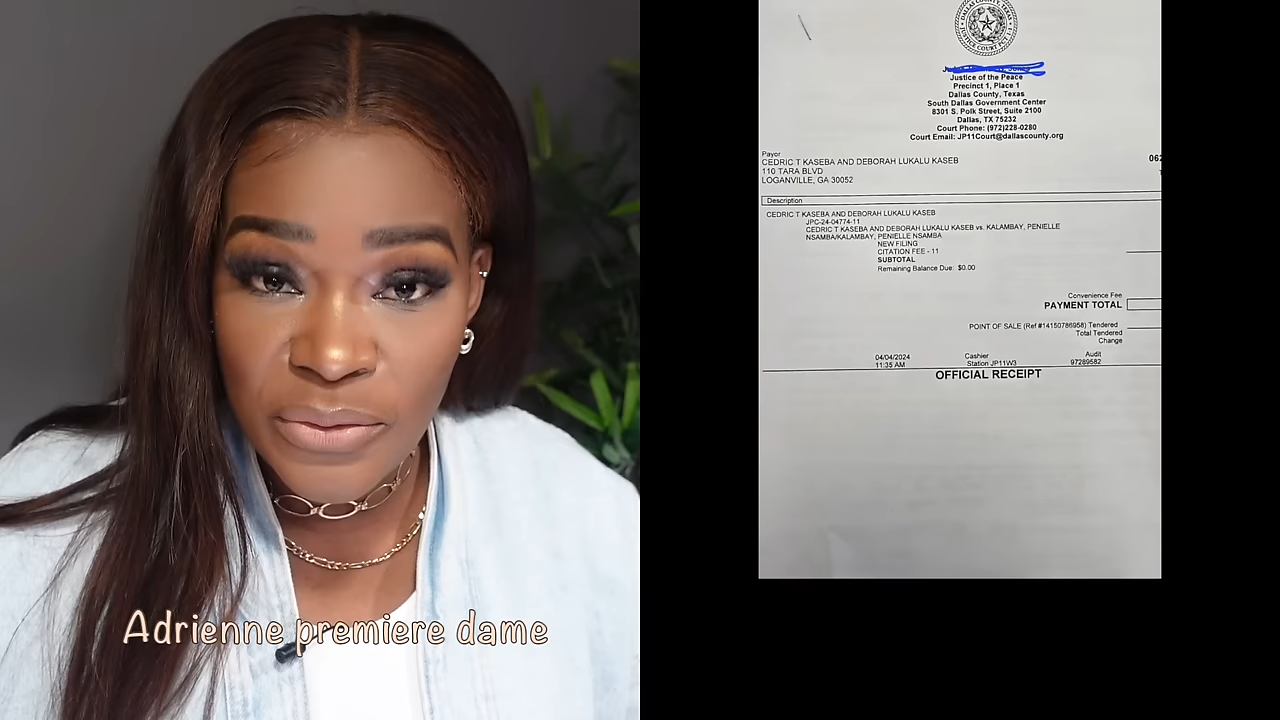 Adrienne premiere dame
DALLAS COUNTY, TEXAS
Justice of the Peace
Precinct 1, Place 1
Dallas County, Texas
South Dallas Government Center
8301 S. Polk Street, Suite 2100
Dallas, TX 75232
Court Phone: (972)228-0280
Court Email: JP11Court@dallascounty.org
Payor
CEDRIC T KASEBA AND DEBORAH LUKALU KASEB
062
110 TARA BLVD
LOGANVILLE, GA 30052
Description
CEDRIC T KASEBA AND DEBORAH LUKALU KASEB
JPC-24-04774-11
CEDRIC T KASEBA AND DEBORAH LUKALU KASEB vs. KALAMBAY, PENIELLE
NSAMBA/KALAMBAY, PENIELLE NSAMBA
NEW FILING
CITATION FEE - 11
SUBTOTAL
Remaining Balance Due: $0.00
Convenience Fee
PAYMENT TOTAL
POINT OF SALE (Ref #14150786958) Tendered
Total Tendered
Change
04/04/2024 Cashier Audit
11:35 AM Station JP11W3 97289582
OFFICIAL RECEIPT